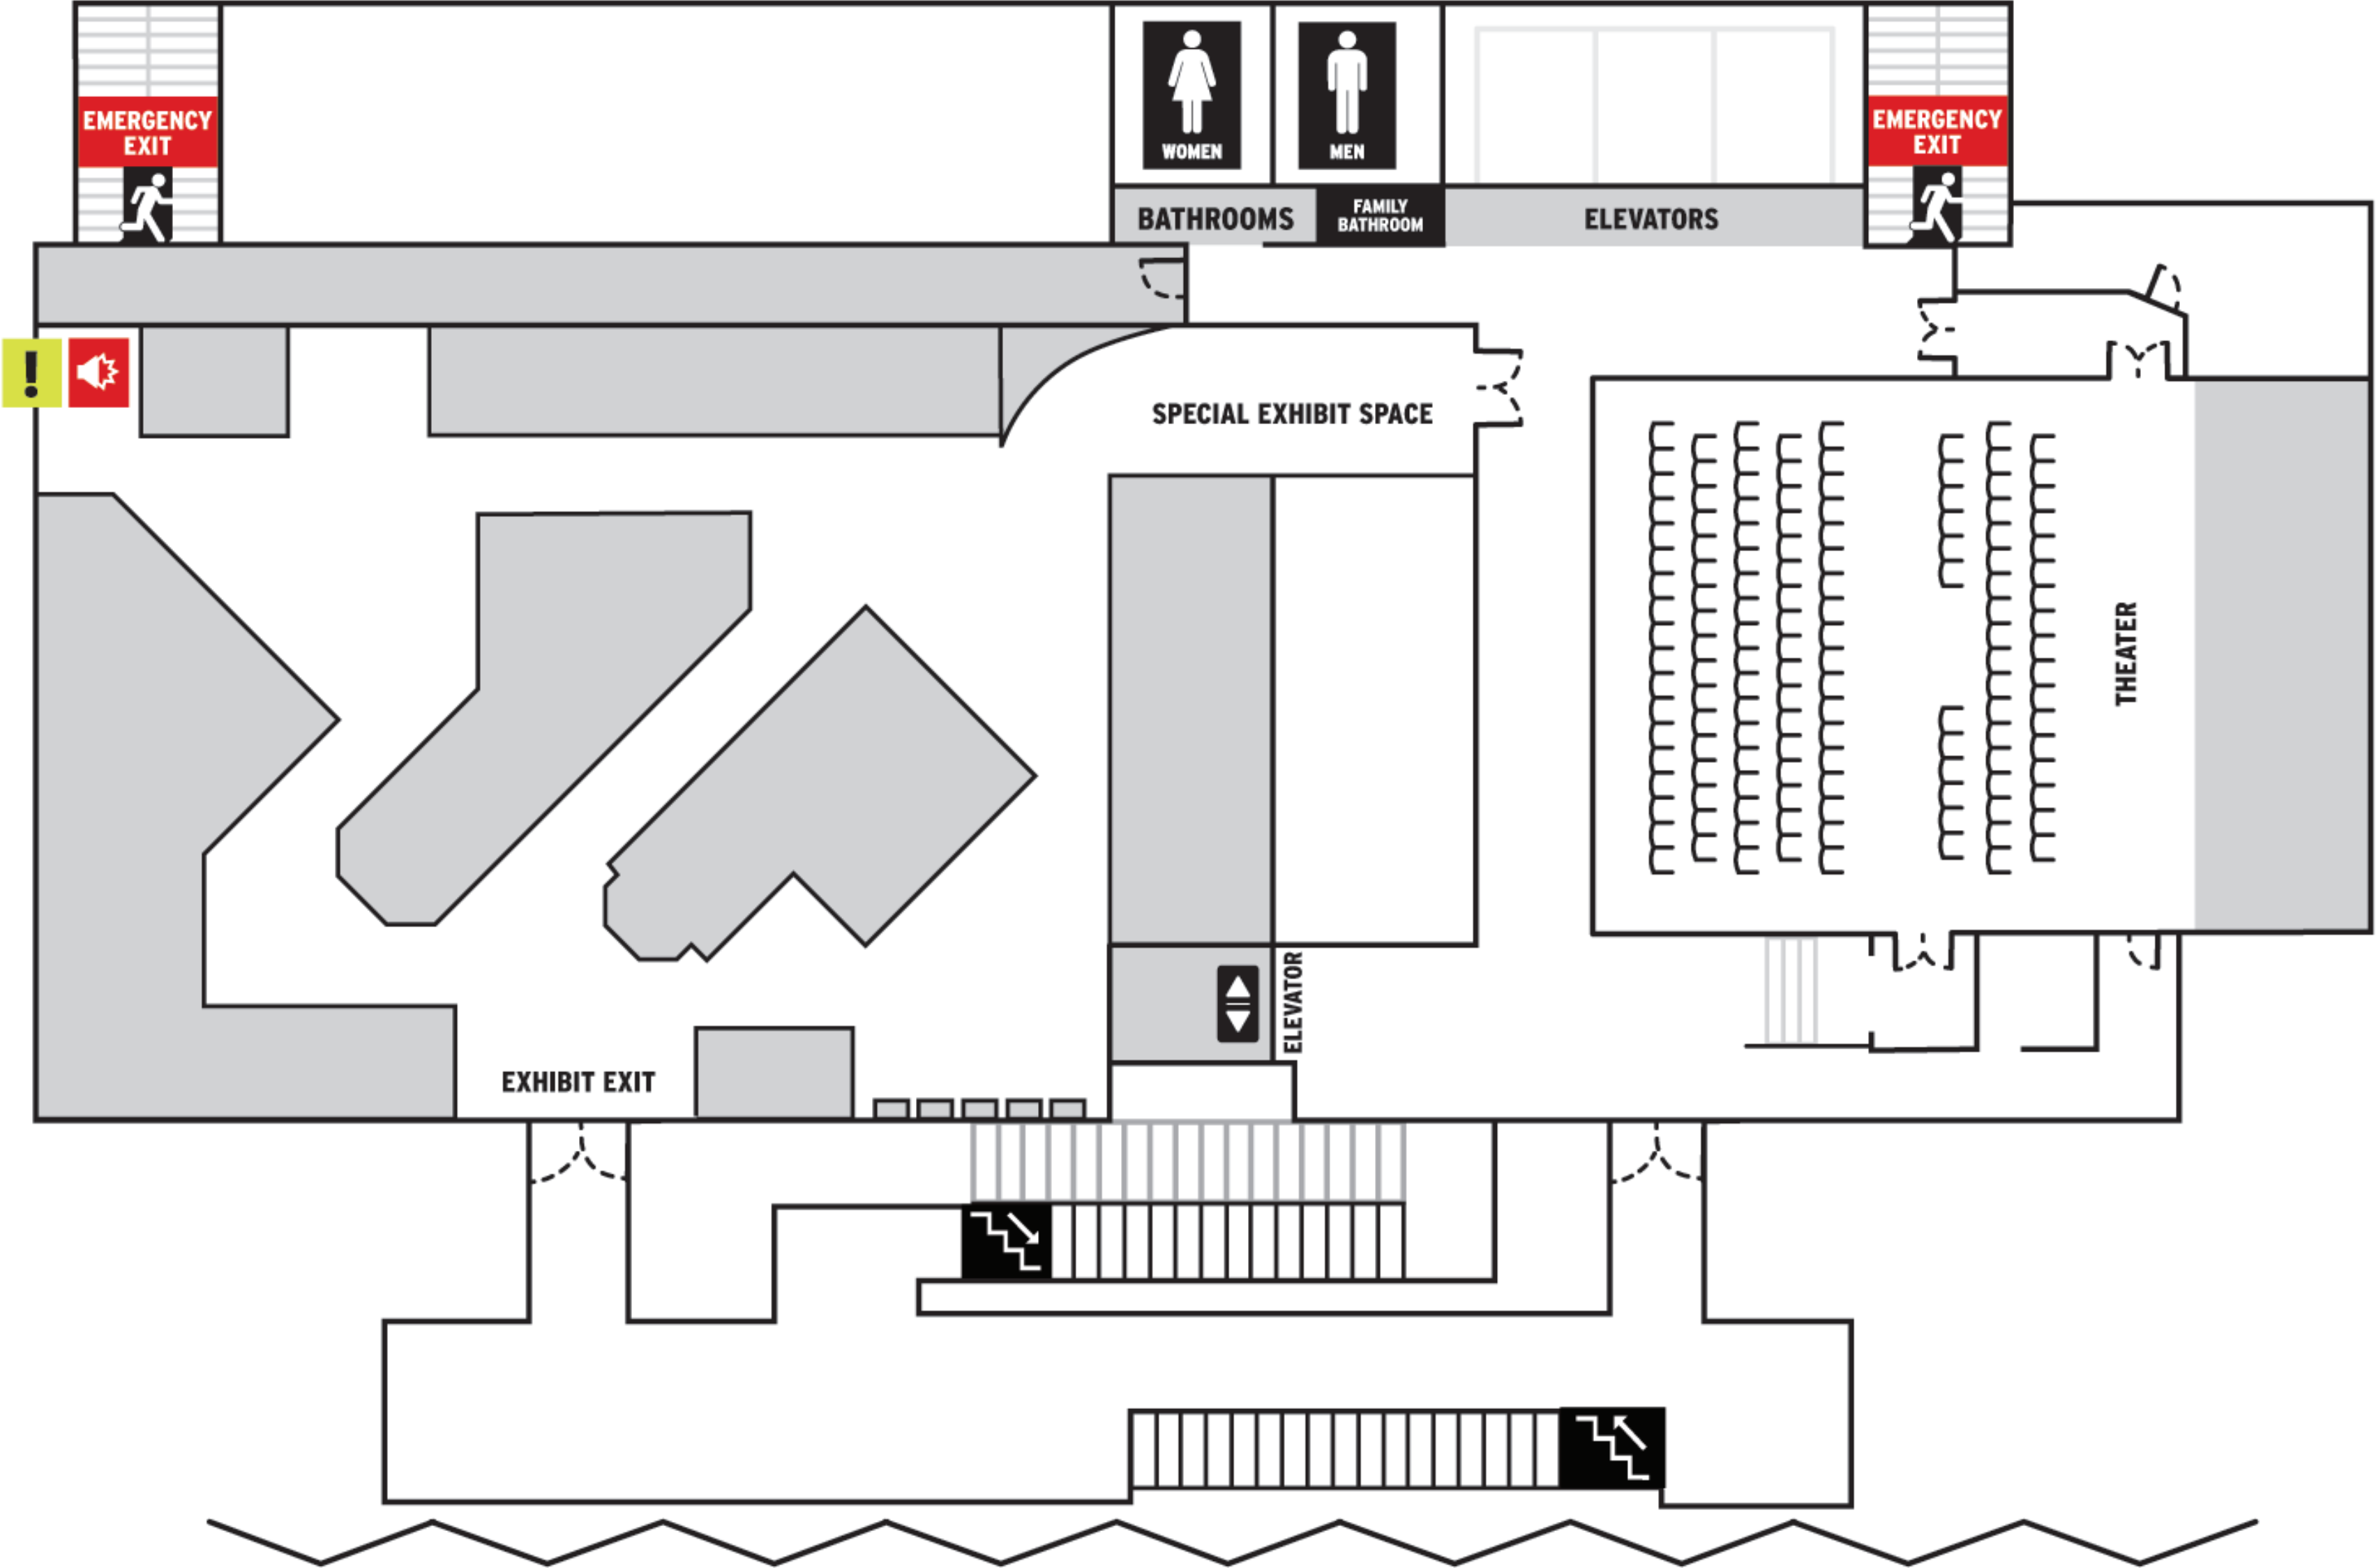 WOMEN
MEN
EMERGENCY
EXIT
EMERGENCY
EXIT
BATHROOMS
FAMILY
BATHROOM
ELEVATORS
!
SPECIAL EXHIBIT SPACE
THEATER
ELEVATOR
EXHIBIT EXIT